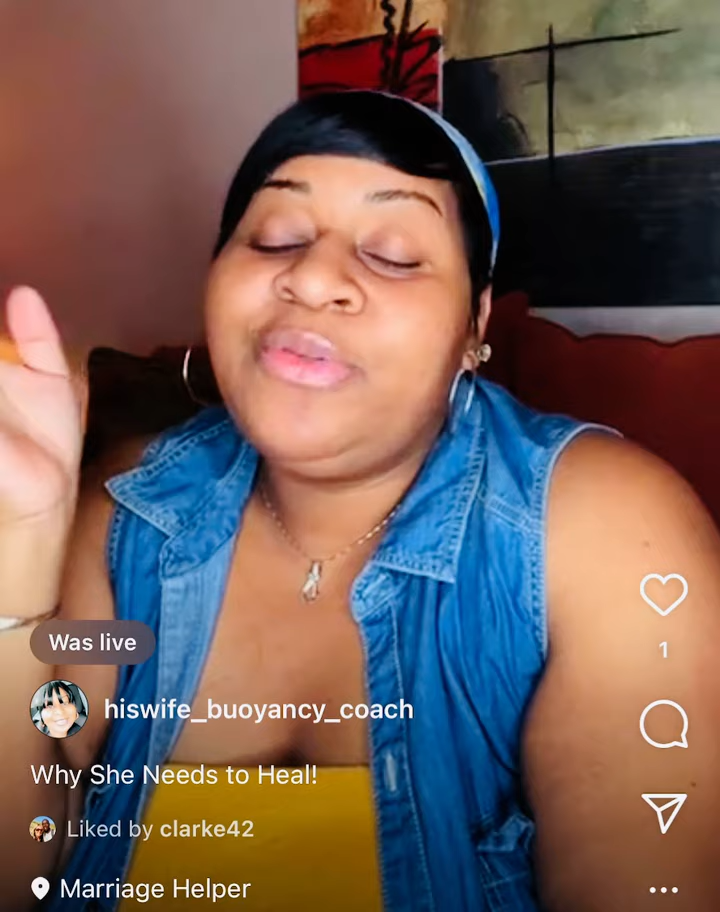 1
Was live
hiswife_buoyancy_coach
Why She Needs to Heal!
Liked by clarke42
Marriage Helper